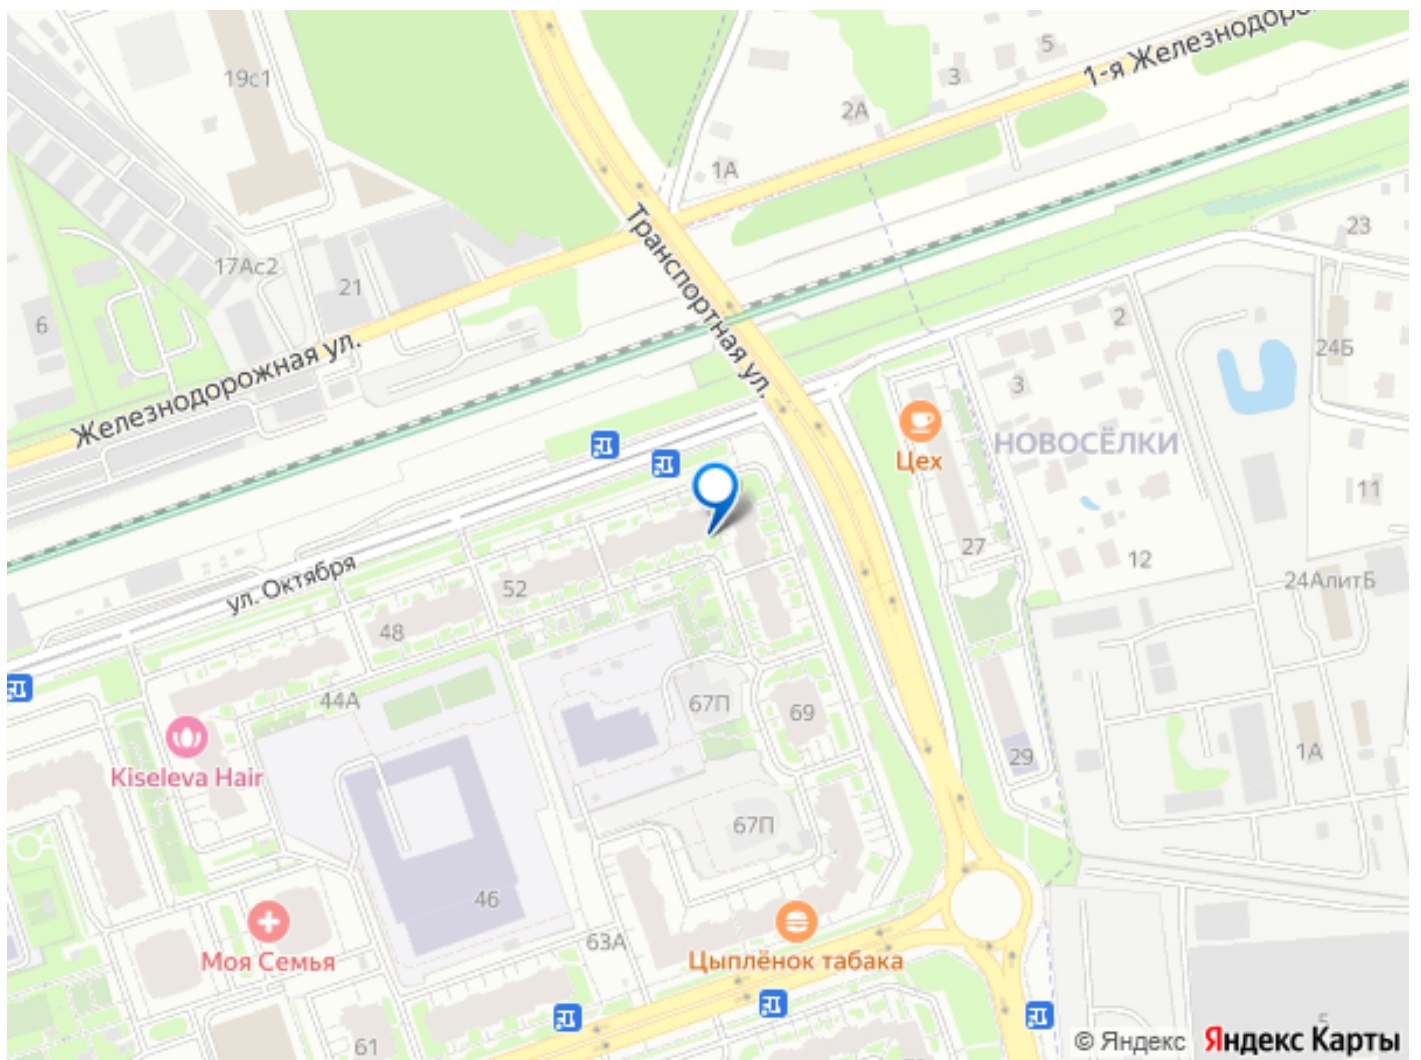 5
1-я Железнодоро
19с1
3
2А
1А
Транспортная ул.
23
17Ас2
21
6
2
24Б
Железнодорожная ул.
3
НОВОСЁЛКИ
Цех
11
27
12
ул. Октября
52
24АлитБ
48
44А
67П
69
29
1А
Kiseleva Hair
67П
46
63А
Моя Семья
Цыплёнок табака
61
5
© Яндекс
Яндекс Карты